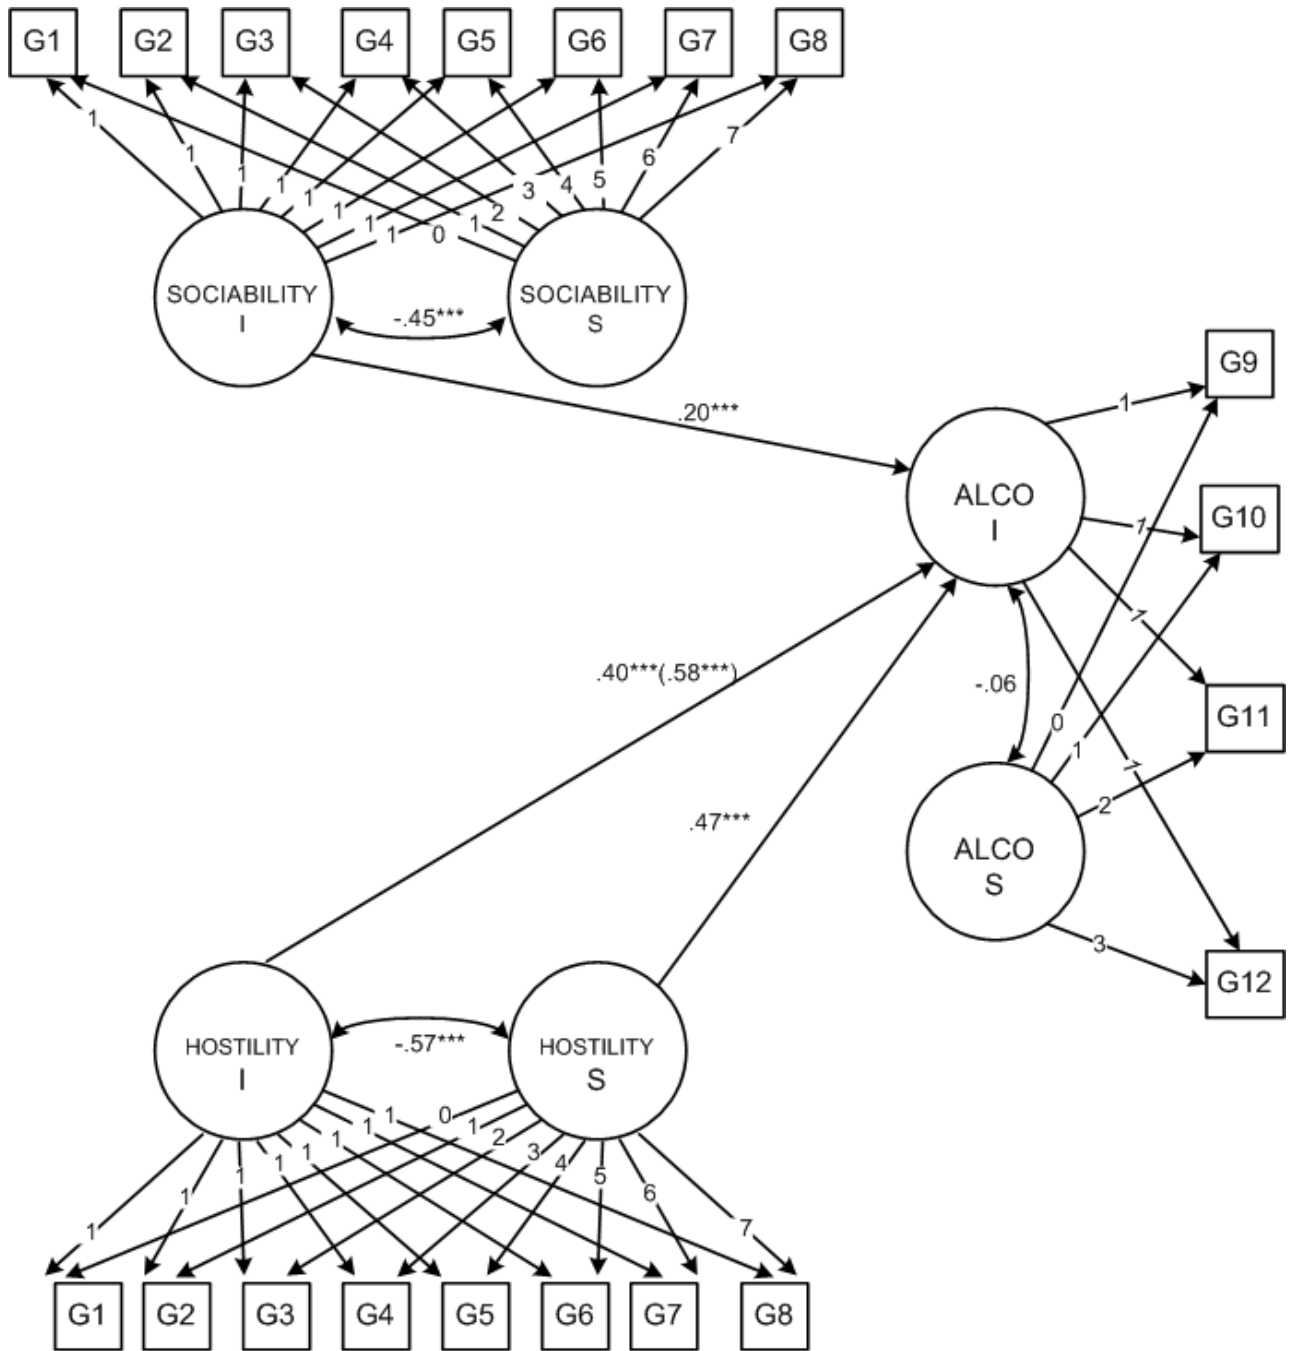 G1 G2 G3 G4 G5 G6 G7 G8
1 1 1 1 1 1 1 1 0 1 2 3 4 5 6 7
SOCIABILITY
I
SOCIABILITY
S
-.45***
.20***
G9
1
ALCO
I
G10
1
1
.40***(.58***)
-.06
0
1
G11
1
2
.47***
ALCO
S
3
G12
HOSTILITY
I
HOSTILITY
S
-.57***
1 1 1 1 1 1 1 1 0 1 2 3 4 5 6 7
G1 G2 G3 G4 G5 G6 G7 G8